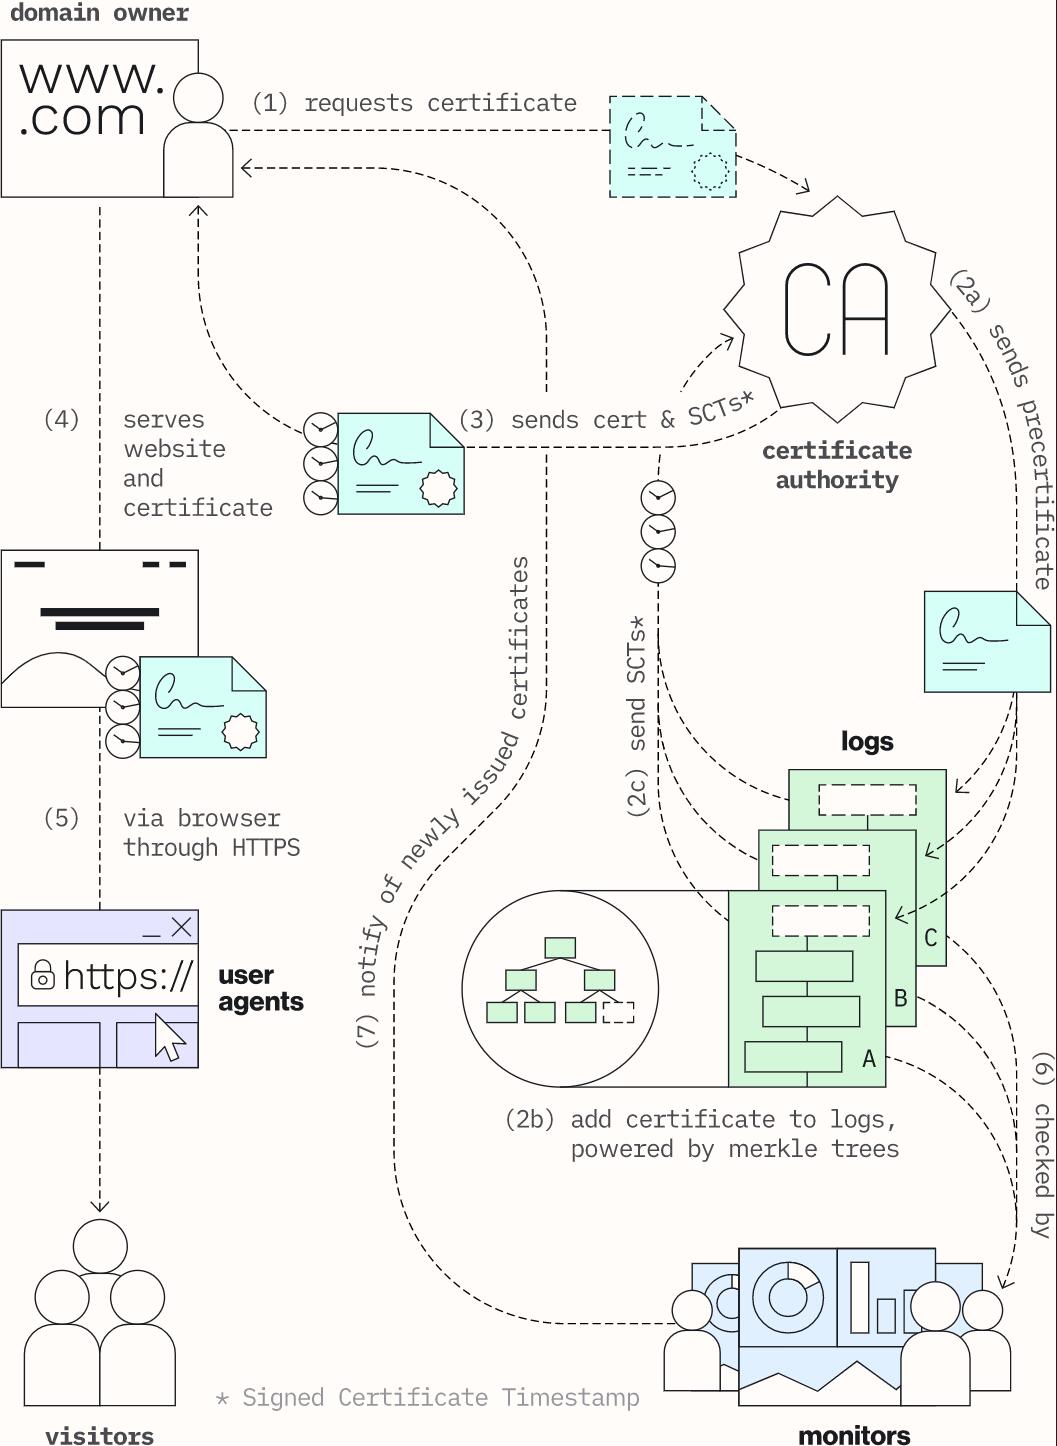 domain owner
www.
.com
(1) requests certificate
CA
certificate
authority
(2a) sends precertificate
(3) sends cert & SCTs*
(4) serves
website
and
certificate
(2c) send SCTs*
(7) notify of newly issued certificates
logs
(5) via browser
through HTTPS
https://
user
agents
C
B
A
(2b) add certificate to logs,
powered by merkle trees
(6) checked by
* Signed Certificate Timestamp
visitors
monitors